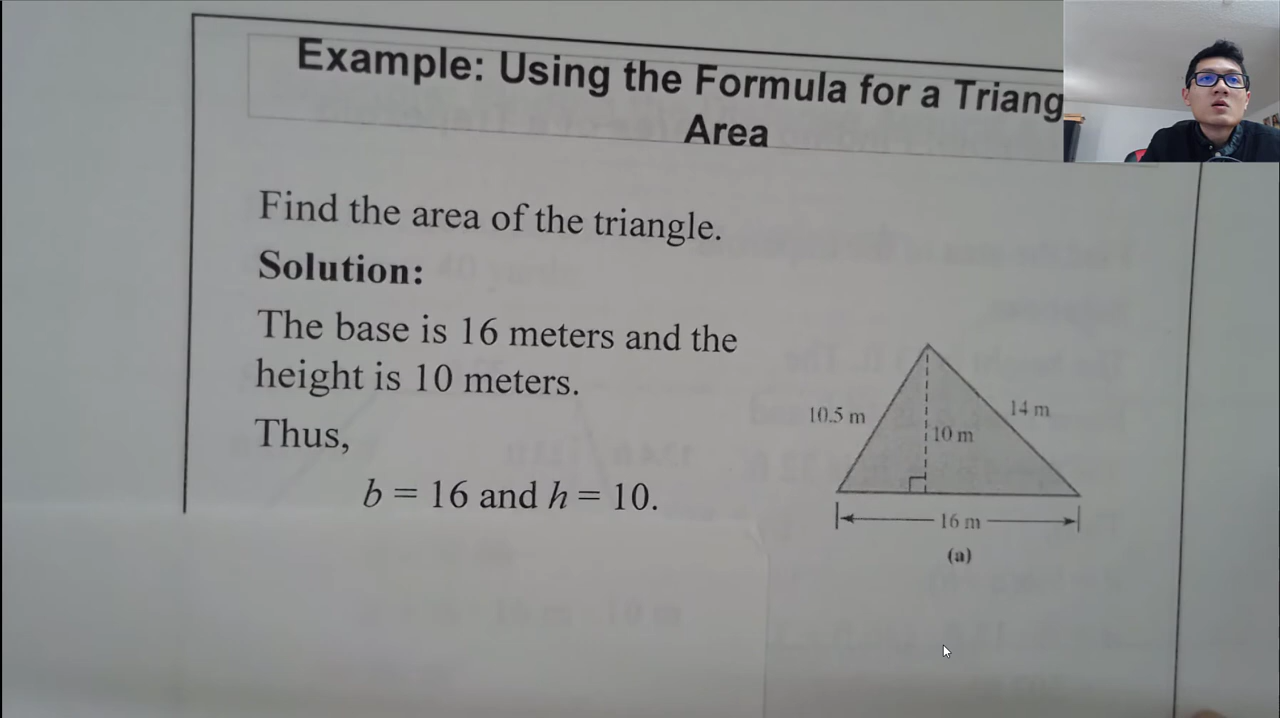 Example: Using the Formula for a Triang
Area
Find the area of the triangle.
Solution:
The base is 16 meters and the
height is 10 meters.
Thus,
b = 16 and h = 10.
10.5 m
14 m
10 m
16 m
(a)